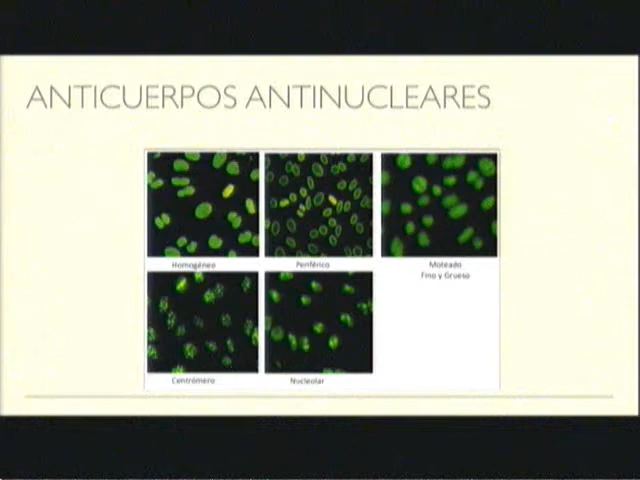 ANTICUERPOS ANTINUCLEARES
Homogéneo
Periférico
Moteado
Fino y Grueso
Centrómero
Nucleolar